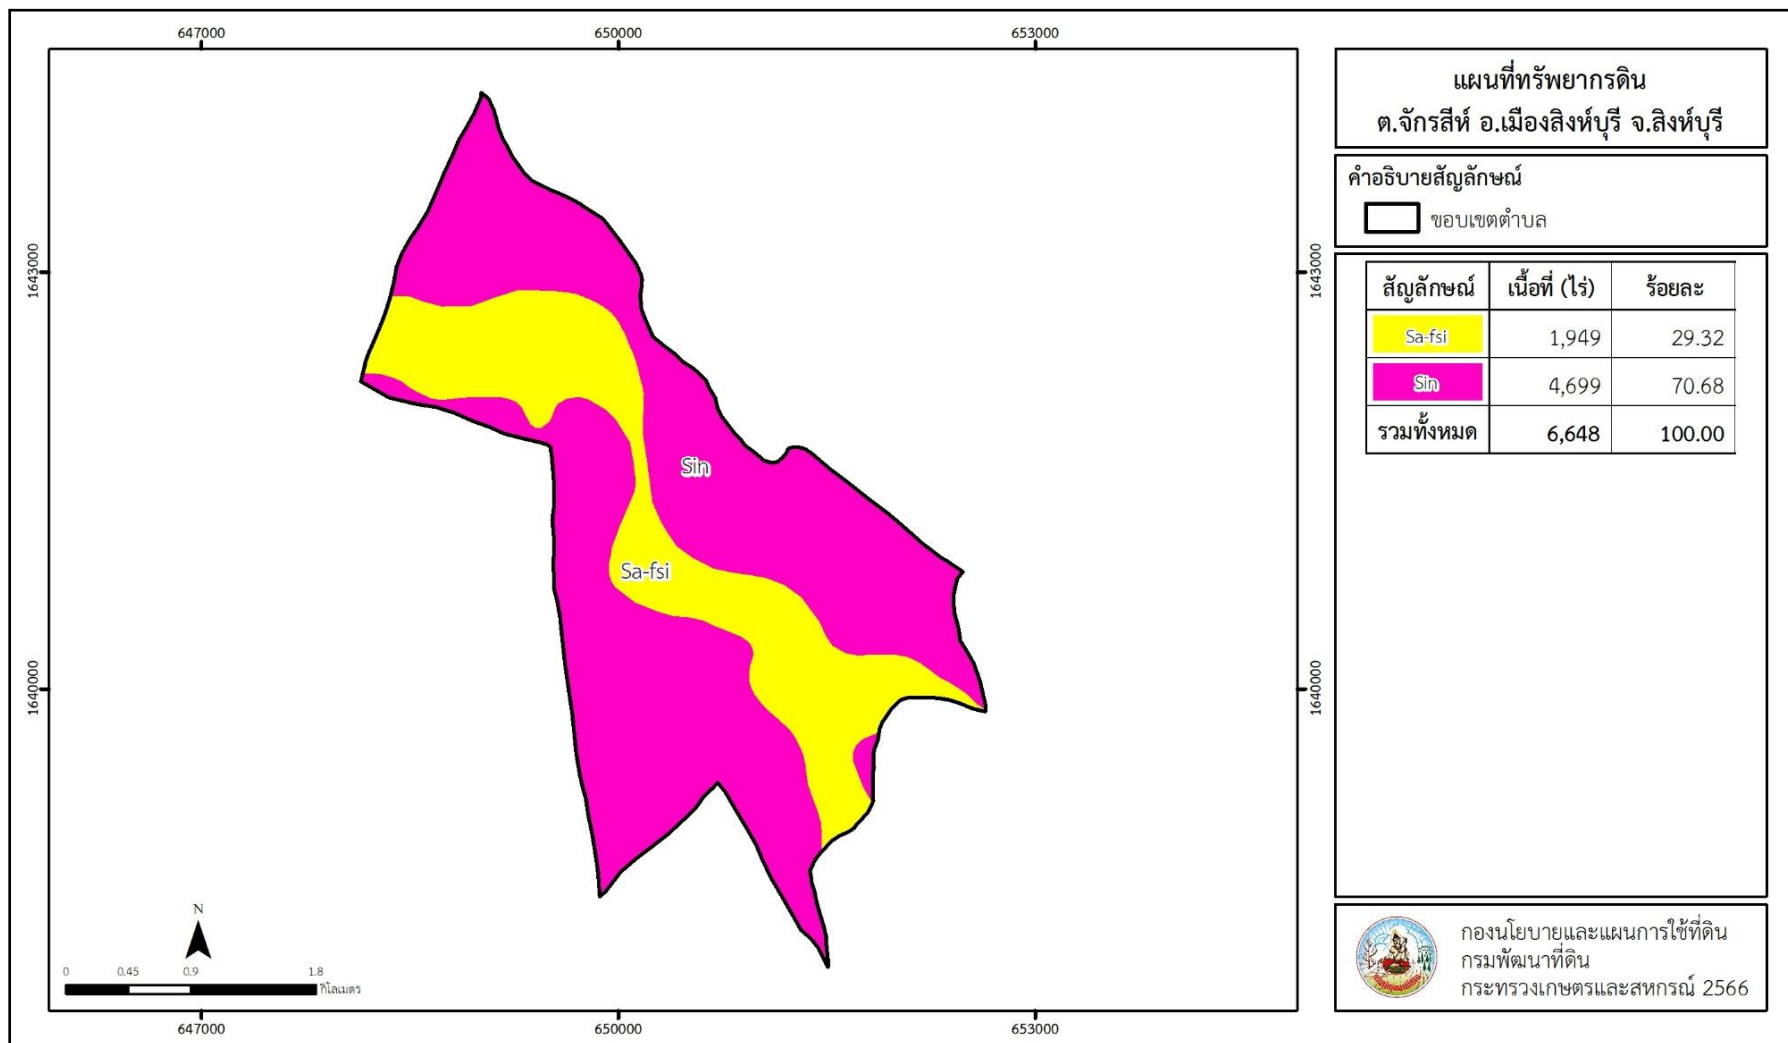 647000
650000
653000
1643000
1643000
1640000
1640000
Sin
Sa-fsi
N
0 0.45 0.9 1.8
กิโลเมตร
647000
650000
653000
แผนที่ทรัพยากรดิน
ต.จักรสีห์ อ.เมืองสิงห์บุรี จ.สิงห์บุรี
คำอธิบายสัญลักษณ์
ขอบเขตตำบล
สัญลักษณ์ เนื้อที่ (ไร่) ร้อยละ
Sa-fsi 1,949 29.32
Sin 4,699 70.68
รวมทั้งหมด 6,648 100.00
กองนโยบายและแผนการใช้ที่ดิน
กรมพัฒนาที่ดิน
กระทรวงเกษตรและสหกรณ์ 2566